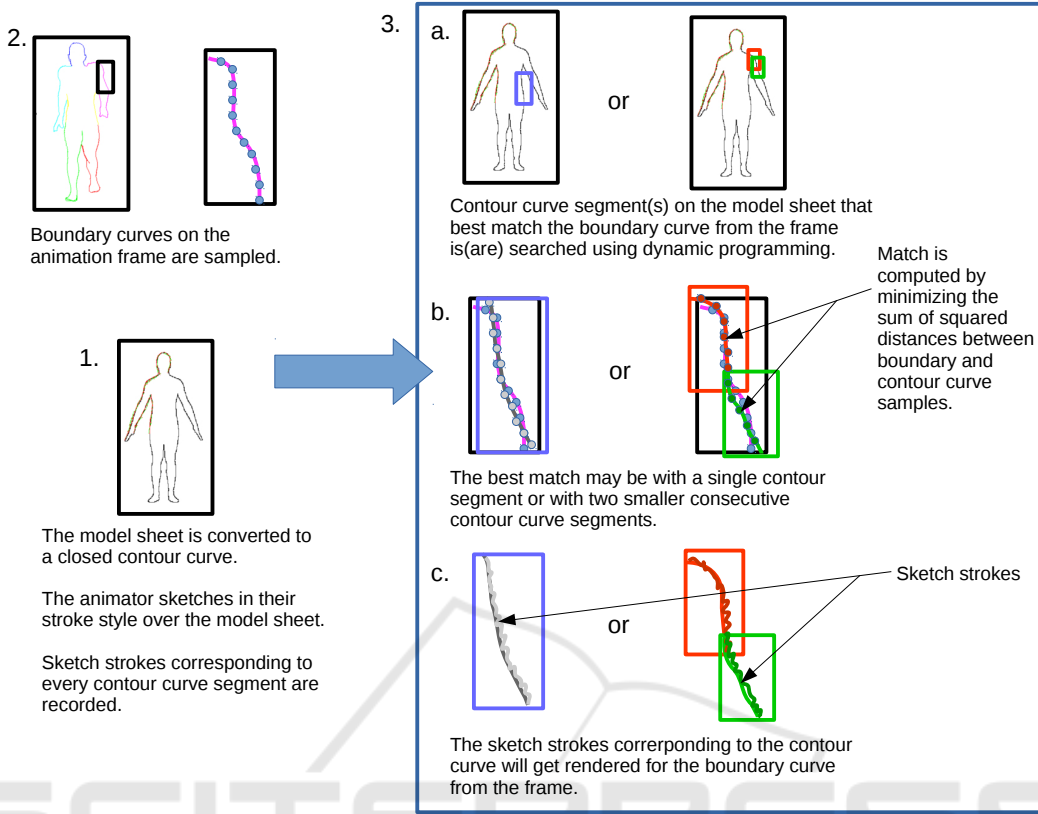 2.
Boundary curves on the
animation frame are sampled.
1.
The model sheet is converted to
a closed contour curve.
The animator sketches in their
stroke style over the model sheet.
Sketch strokes corresponding to
every contour curve segment are
recorded.
3.
a.
or
Contour curve segment(s) on the model sheet that
best match the boundary curve from the frame
is(are) searched using dynamic programming.
Match is
computed by
minimizing the
sum of squared
distances between
boundary and
contour curve
samples.
b.
or
The best match may be with a single contour
segment or with two smaller consecutive
contour curve segments.
c.
or
Sketch strokes
The sketch strokes correrponding to the contour
curve will get rendered for the boundary curve
from the frame.